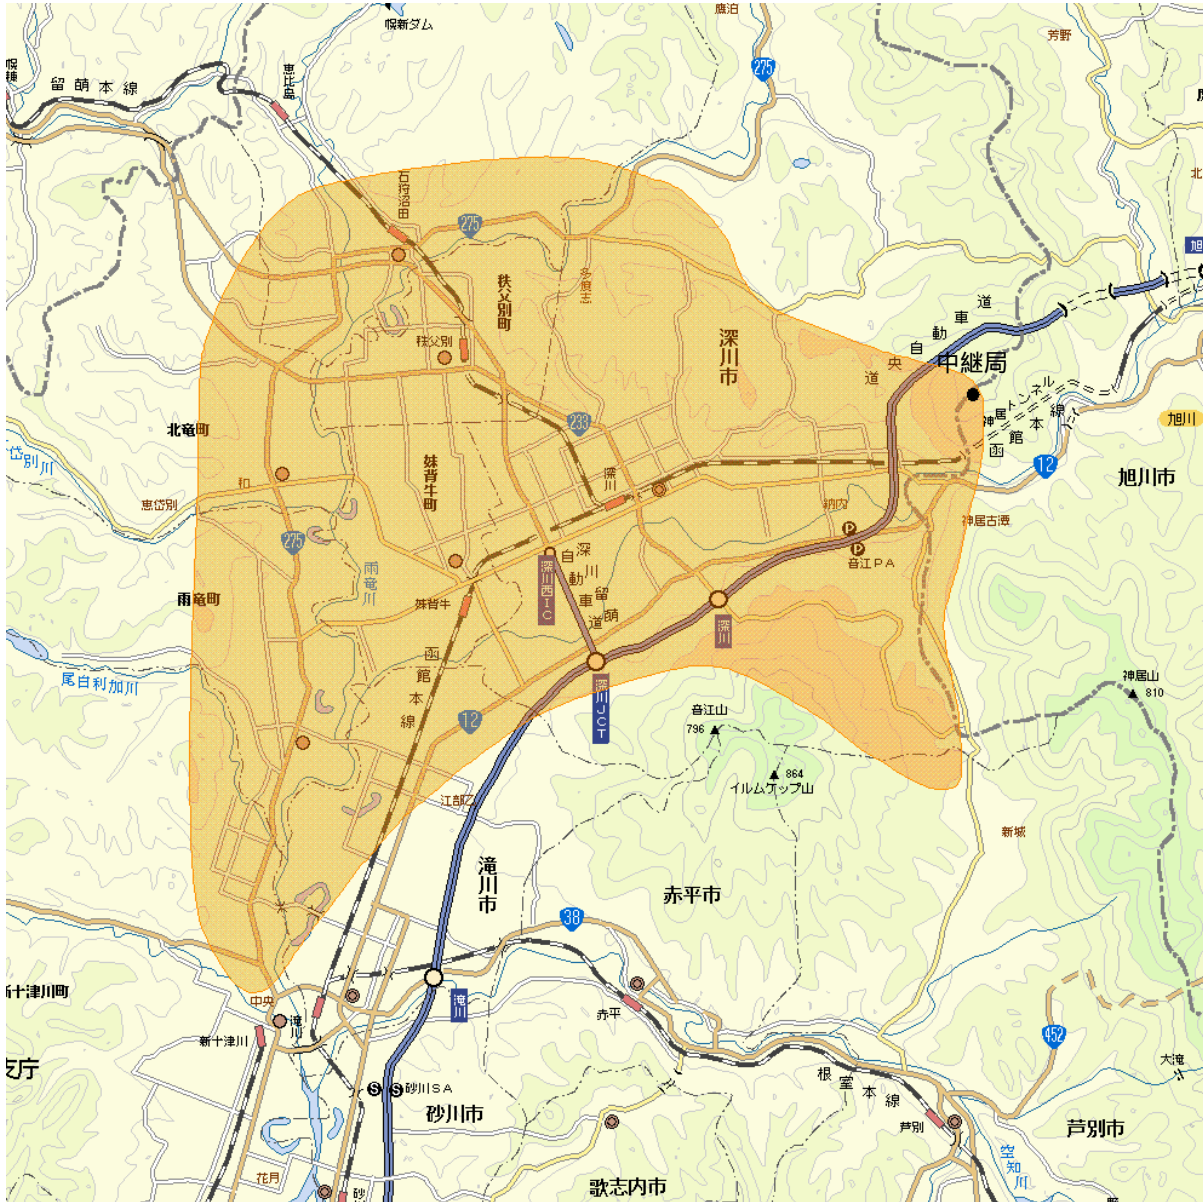 幌新ダム
鷹泊
芳野
留萌本線
恵比島
275
石狩沼田
275
多度志
秩父別町
秩父別
深川市
中央自動車道
中継局
神居トンネル
函館本線
旭川
12
旭川市
神居古潭
233
深川
納内
音江PA
北竜町
恵岱別
和
妹背牛町
275
雨竜川
雨竜町
妹背牛
深川西IC
深川留萌自動車道
深川
深川JCT
尾白利加川
函館本線
12
音江山
796
864
イルムケップ山
神居山
810
江部乙
新城
滝川市
赤平市
38
新十津川町
中央
滝川
滝川
新十津川
赤平
452
大滝
支庁
砂川SA
砂川市
根室本線
芦別
芦別市
空知川
花月
歌志内市